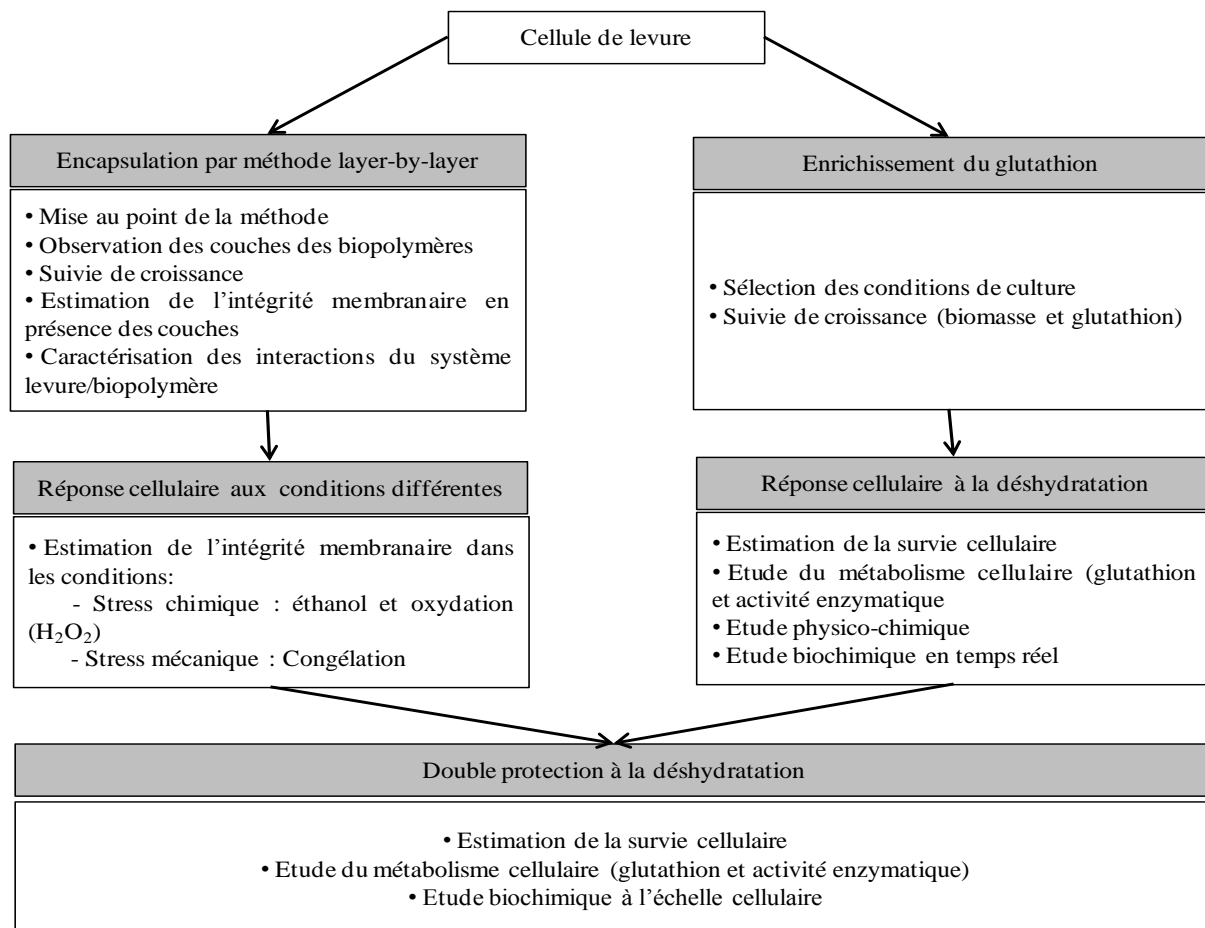 Cellule de levure
Encapsulation par méthode layer-by-layer
• Mise au point de la méthode
• Observation des couches des biopolymères
• Suivie de croissance
• Estimation de l’intégrité membranaire en
présence des couches
• Caractérisation des interactions du système
levure/biopolymère
Enrichissement du glutathion
• Sélection des conditions de culture
• Suivie de croissance (biomasse et glutathion)
Réponse cellulaire aux conditions différentes
• Estimation de l’intégrité membranaire dans
les conditions:
- Stress chimique : éthanol et oxydation
(H₂O₂)
- Stress mécanique : Congélation
Réponse cellulaire à la déshydratation
• Estimation de la survie cellulaire
• Etude du métabolisme cellulaire (glutathion
et activité enzymatique
• Etude physico-chimique
• Etude biochimique en temps réel
Double protection à la déshydratation
• Estimation de la survie cellulaire
• Etude du métabolisme cellulaire (glutathion et activité enzymatique)
• Etude biochimique à l’échelle cellulaire